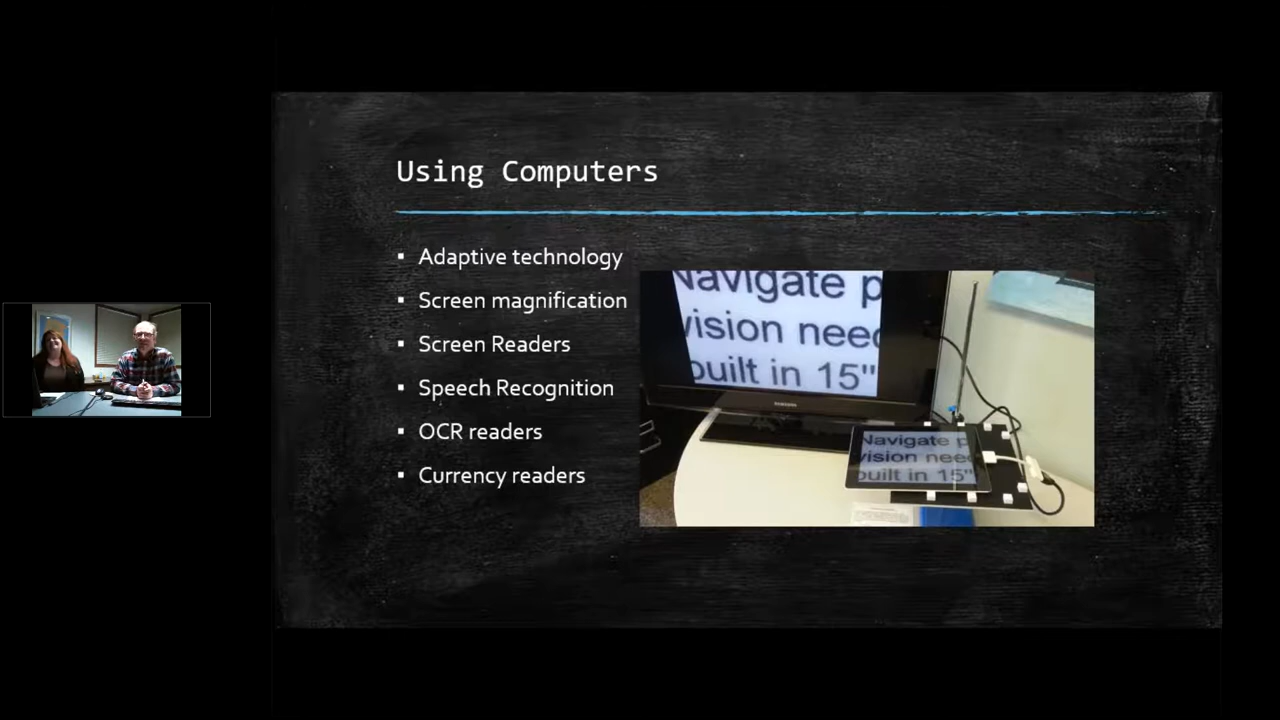 Using Computers
Adaptive technology
Screen magnification
Screen Readers
Speech Recognition
OCR readers
Currency readers
Navigate p
vision need
built in 15"
SAMSUNG
Navigate p
vision need
built in 15"